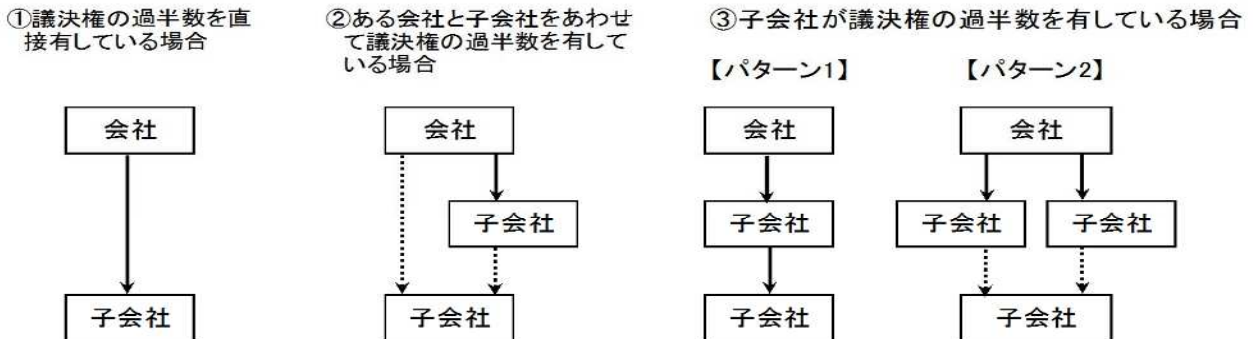 ①議決権の過半数を直
接有している場合
②ある会社と子会社をあわせ
て議決権の過半数を有して
いる場合
③子会社が議決権の過半数を有している場合
【パターン1】
【パターン2】
会社
会社
会社
会社
子会社
子会社
子会社
子会社
子会社
子会社
子会社
子会社